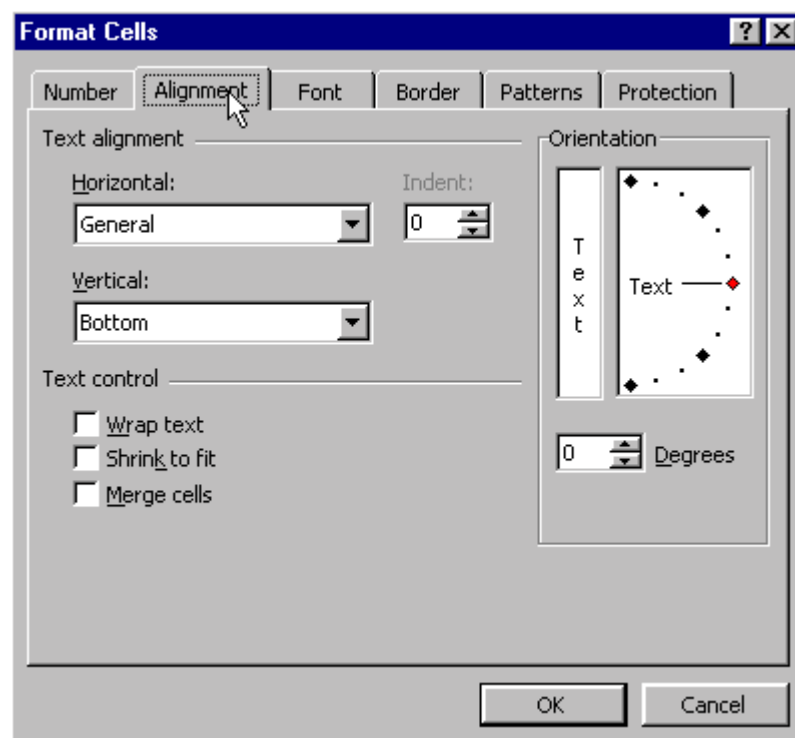 Format Cells
Number Alignment Font Border Patterns Protection
Text alignment
Horizontal: Indent:
General 0
Vertical:
Bottom
Text control
Wrap text
Shrink to fit
Merge cells
Orientation
T
e
x
t
Text
0 Degrees
OK Cancel